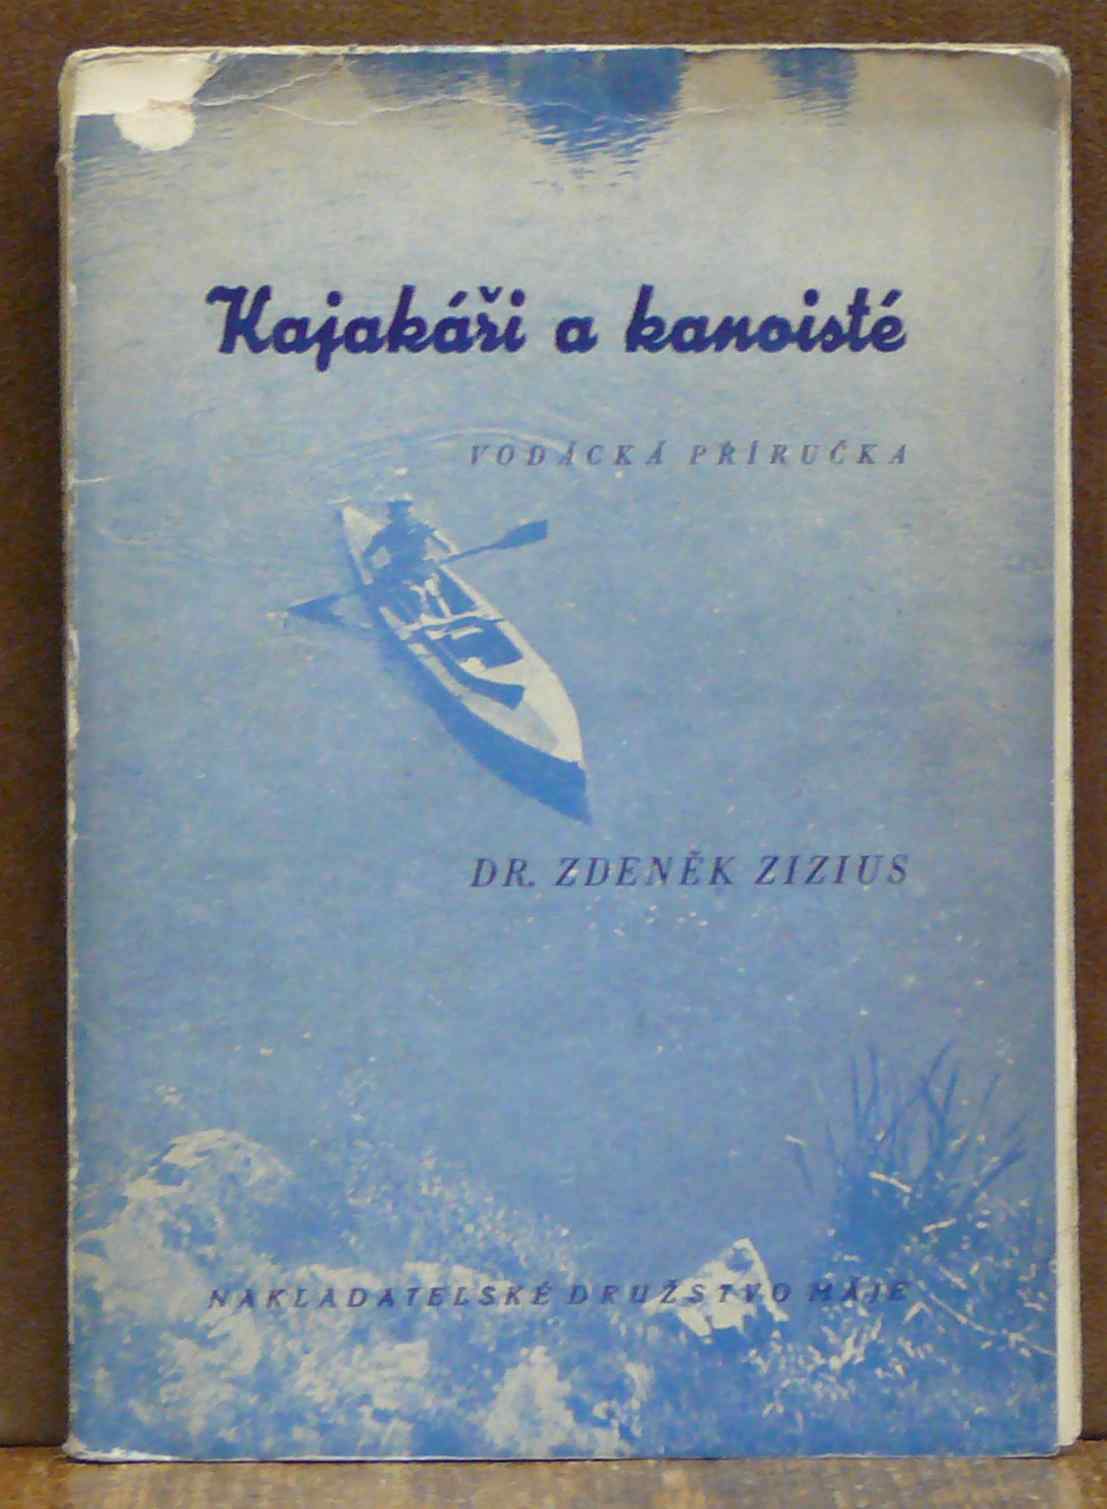 Kajakáři a kanoisté
VODÁCKÁ PŘÍRUČKA
DR. ZDENĚK ZIZIUS
NAKLADATELSKÉ DRUŽSTVO MÁJE